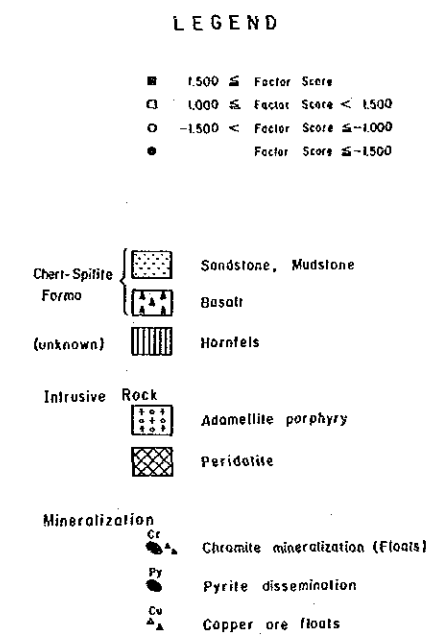 LEGEND
1.500 ≦ Factor Score
1.000 ≦ Factor Score < 1.500
-1.500 < Factor Score ≦ -1.000
Factor Score ≦ -1.500
Chert-Spilite
Forma
Sandstone, Mudstone
Basalt
(unknown) Hornfels
Intrusive Rock
Adamellite porphyry
Peridotite
Mineralization
Cr
Chromite mineralization (Floats)
Py
Pyrite dissemination
Cu
Copper ore floats